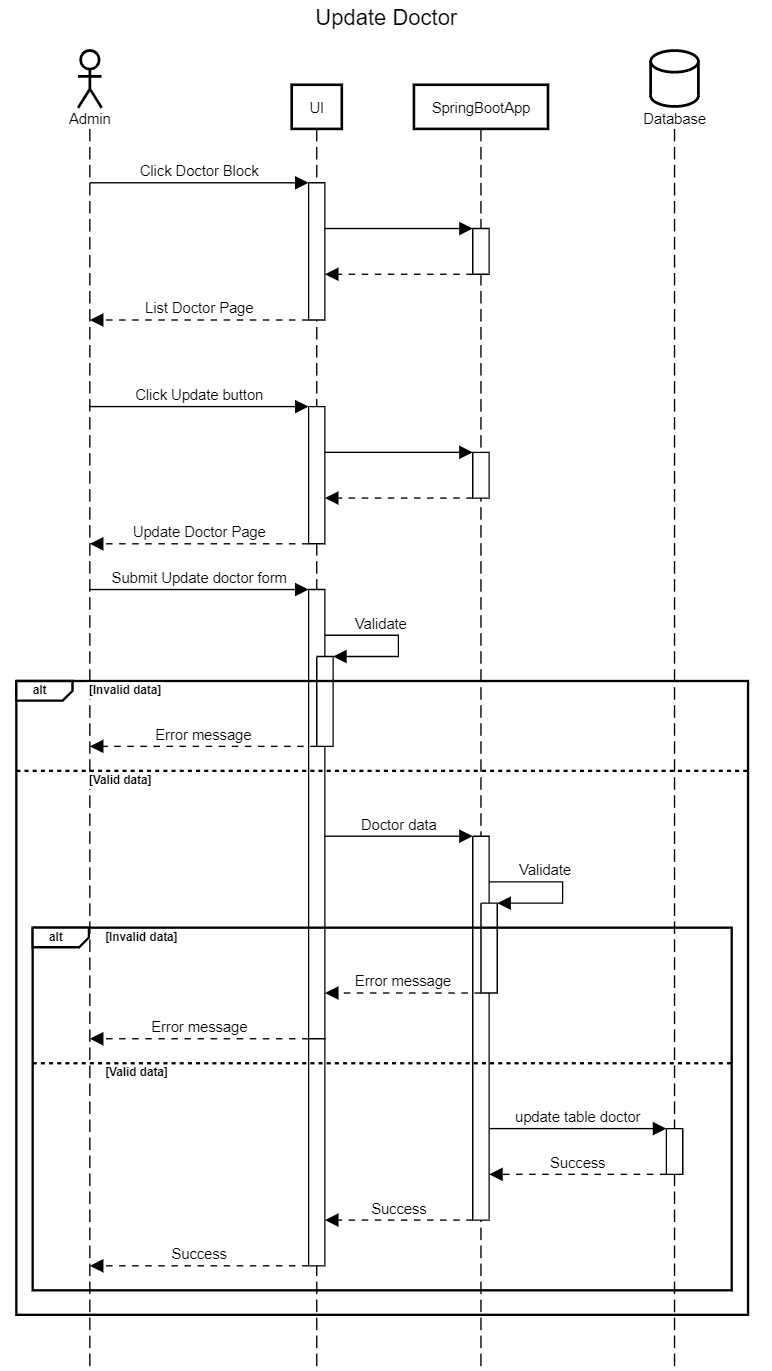 Update Doctor
Admin
UI
SpringBootApp
Database
Click Doctor Block
List Doctor Page
Click Update button
Update Doctor Page
Submit Update doctor form
Validate
alt
[Invalid data]
Error message
[Valid data]
Doctor data
Validate
alt
[Invalid data]
Error message
Error message
[Valid data]
update table doctor
Success
Success
Success